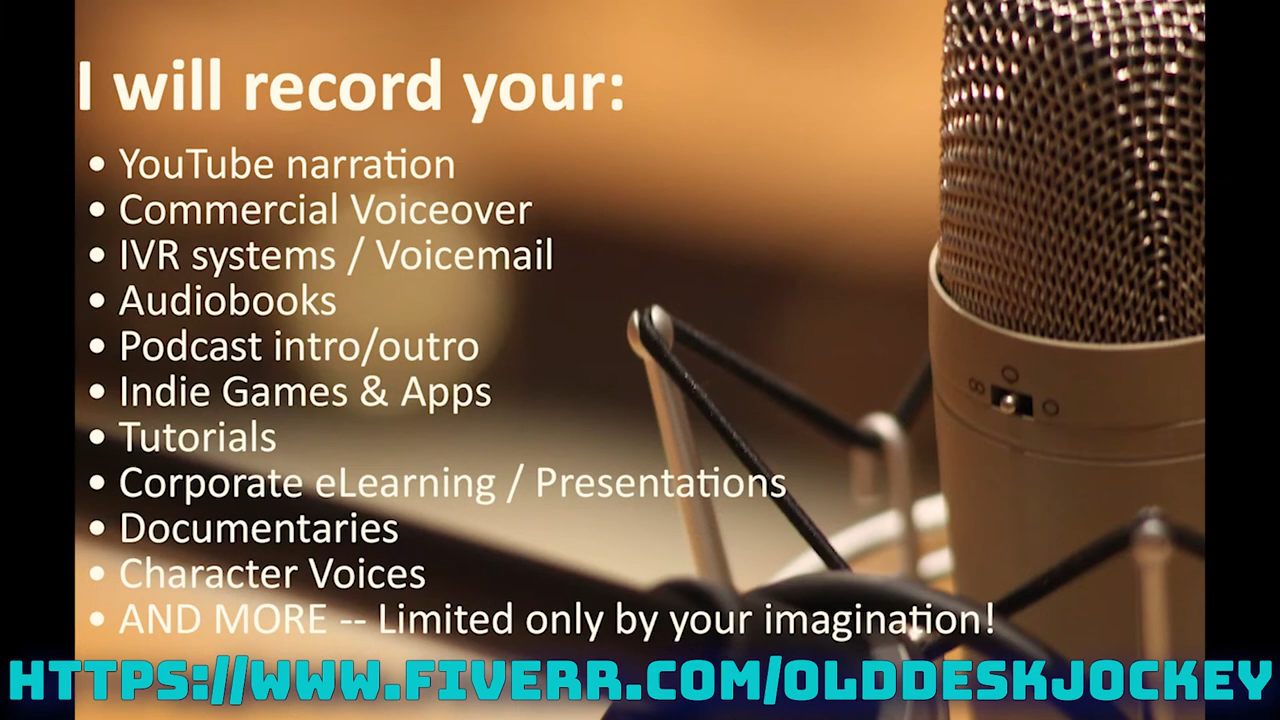 I will record your:
• YouTube narration
• Commercial Voiceover
• IVR systems / Voicemail
• Audiobooks
• Podcast intro/outro
• Indie Games & Apps
• Tutorials
• Corporate eLearning / Presentations
• Documentaries
• Character Voices
• AND MORE -- Limited only by your imagination!
HTTPS://WWW.FIVERR.COM/OLDDESKJOCKEY